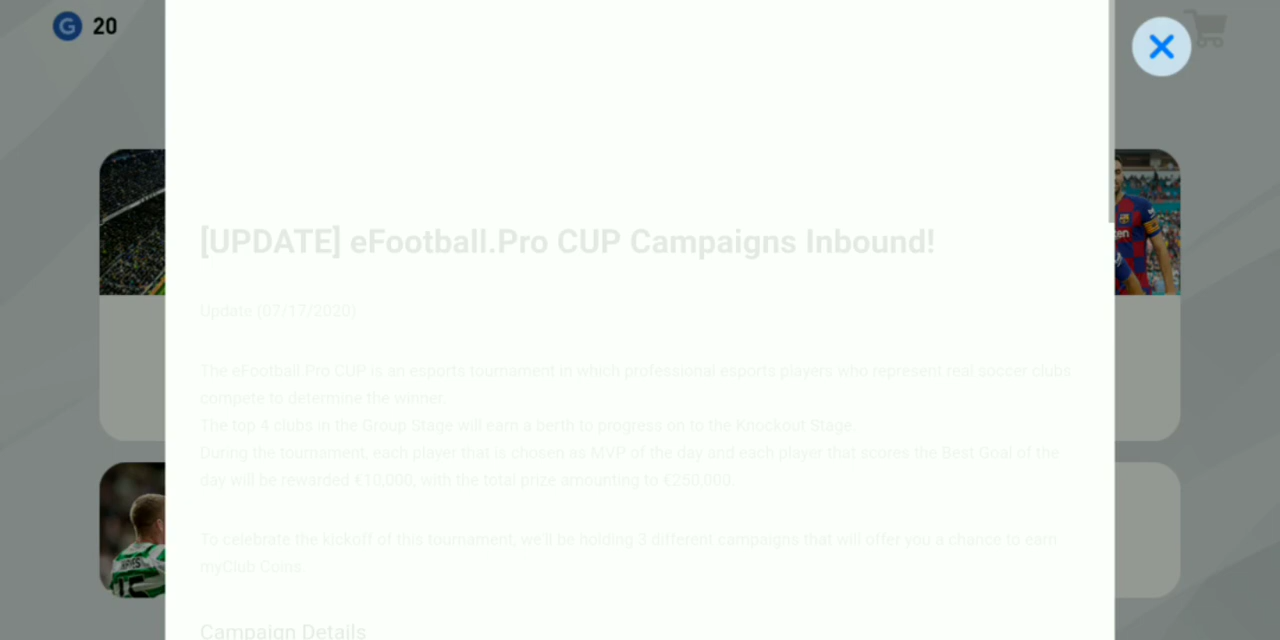 20
[UPDATE] eFootball.Pro CUP Campaigns Inbound!
Update (07/17/2020)
The eFootball.Pro CUP is an esports tournament in which professional esports players who represent real soccer clubs
compete to determine the winner.
The top 4 clubs in the Group Stage will earn a berth to progress on to the Knockout Stage.
During the tournament, each player that is chosen as MVP of the day and each player that scores the Best Goal of the
day will be rewarded €10,000, with the total prize amounting to €250,000.
To celebrate the kickoff of this tournament, we'll be holding 3 different campaigns that will offer you a chance to earn
myClub Coins.
Campaign Details